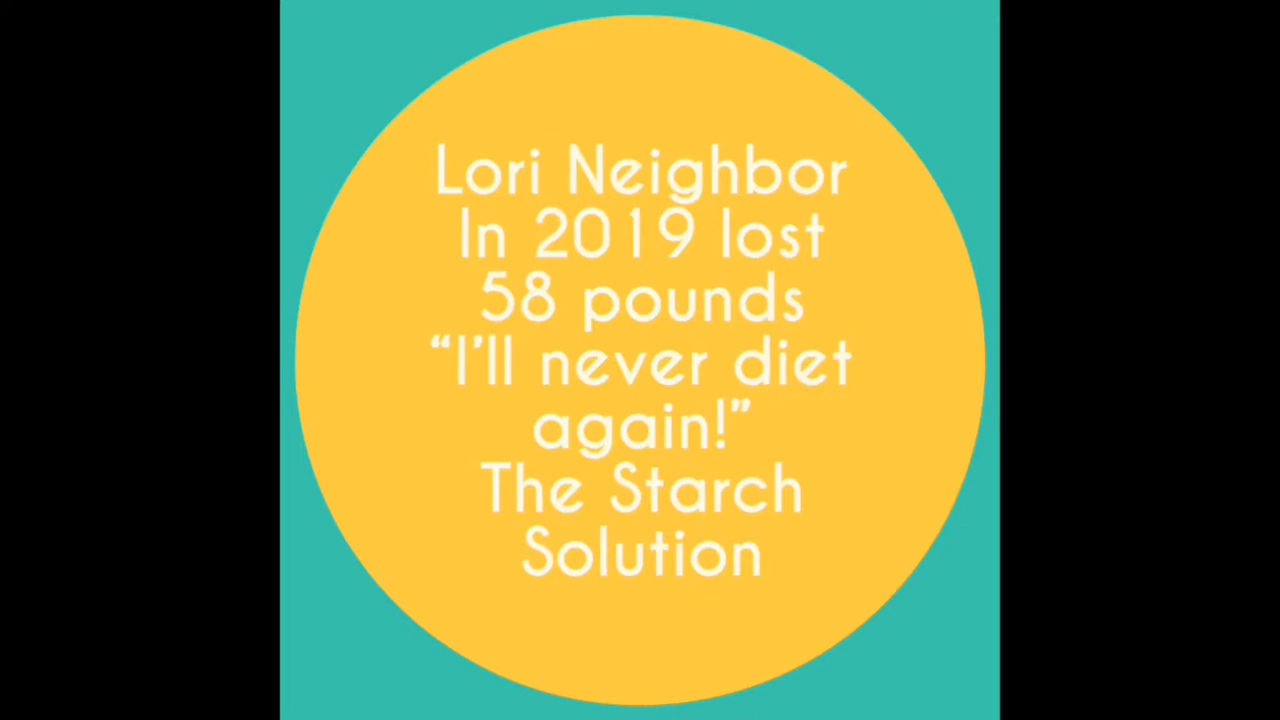 Lori Neighbor
In 2019 lost
58 pounds
“I’ll never diet
again!”
The Starch
Solution